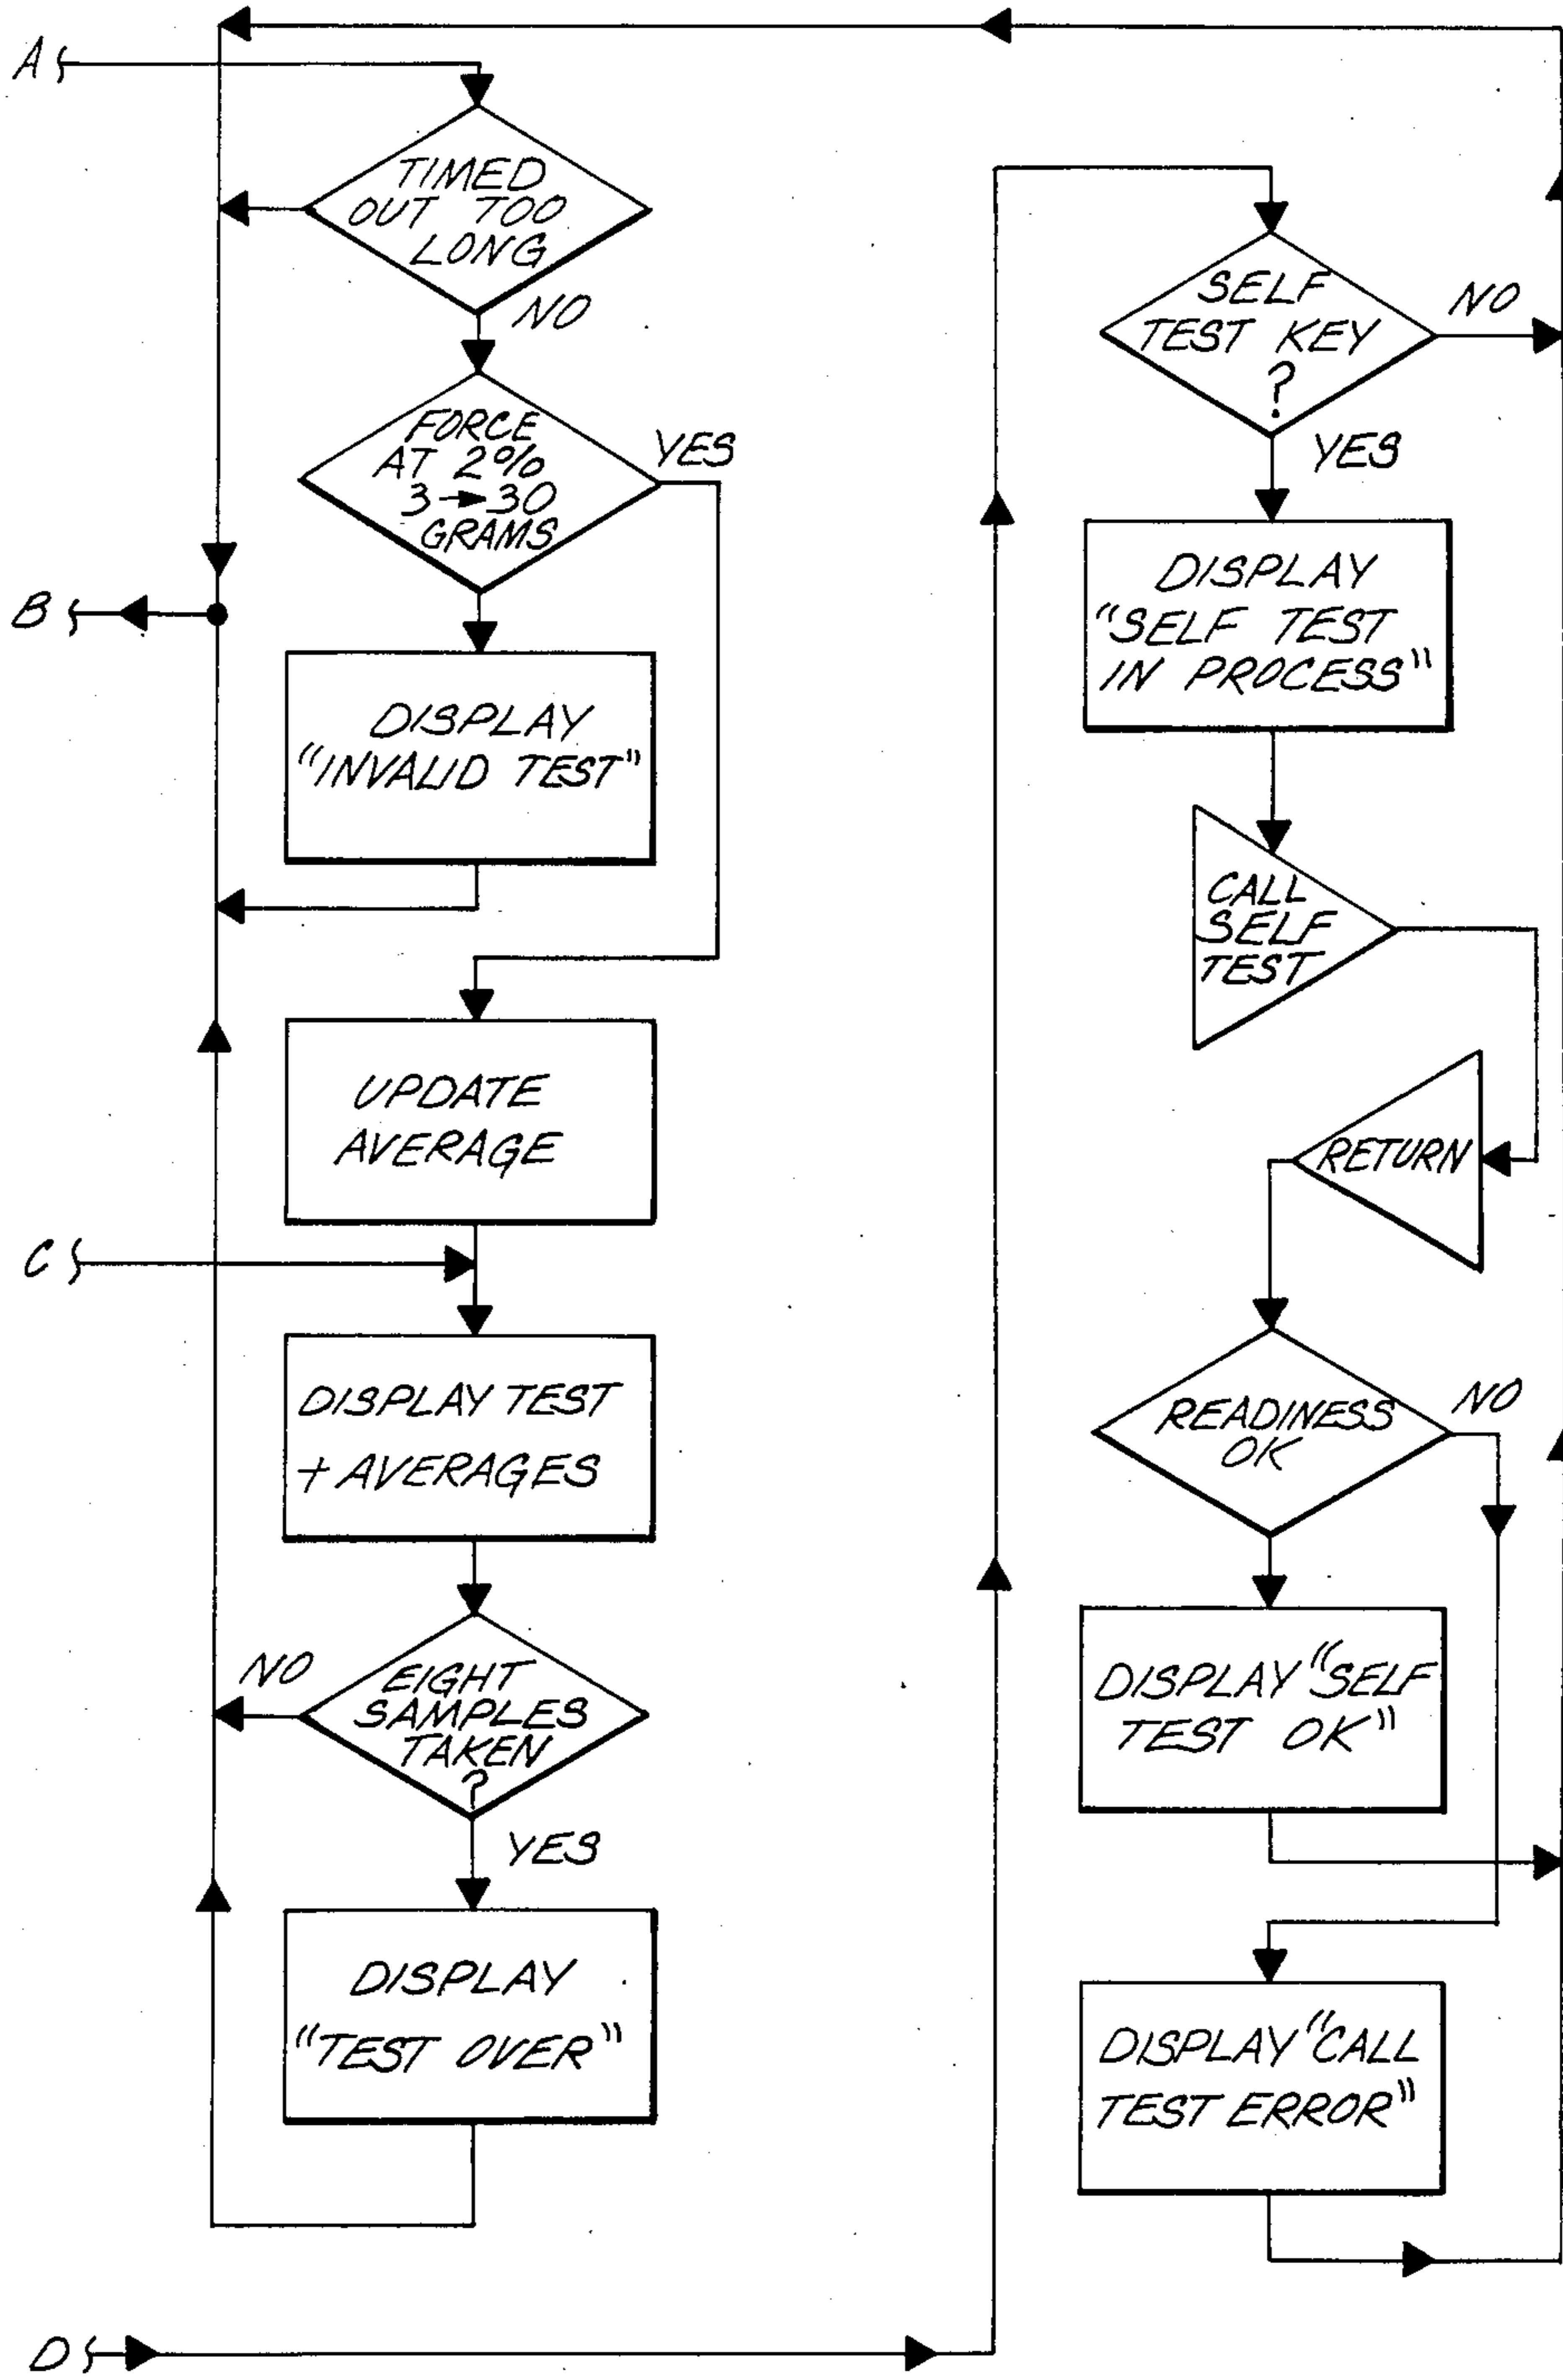 A
TIMED
OUT TOO
LONG
NO
FORCE
AT 2%
3→30
GRAMS
YES
B
DISPLAY
"INVALID TEST"
UPDATE
AVERAGE
C
DISPLAY TEST
+ AVERAGES
EIGHT
SAMPLES
TAKEN
?
NO
YES
DISPLAY
"TEST OVER"
D
SELF
TEST KEY
?
NO
YES
DISPLAY
"SELF TEST
IN PROCESS"
CALL
SELF
TEST
RETURN
READINESS
OK
NO
DISPLAY "SELF
TEST OK"
DISPLAY "CALL
TEST ERROR"